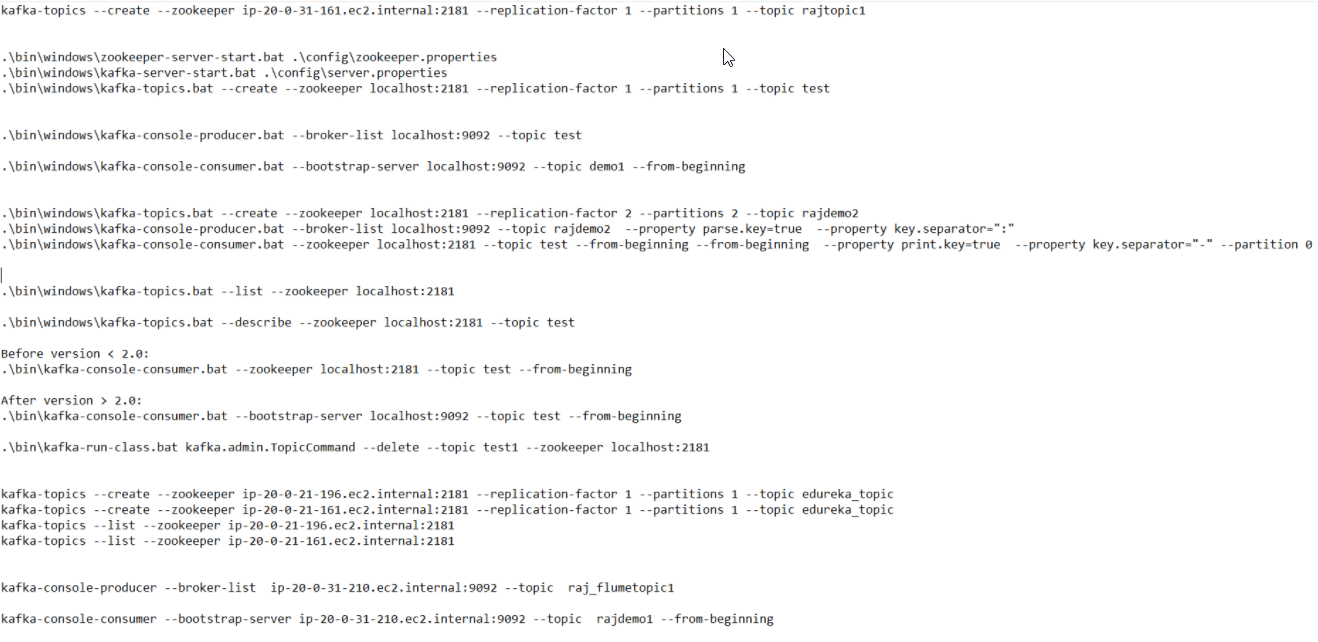 kafka-topics --create --zookeeper ip-20-0-31-161.ec2.internal:2181 --replication-factor 1 --partitions 1 --topic rajtopic1
.\bin\windows\zookeeper-server-start.bat .\config\zookeeper.properties
.\bin\windows\kafka-server-start.bat .\config\server.properties
.\bin\windows\kafka-topics.bat --create --zookeeper localhost:2181 --replication-factor 1 --partitions 1 --topic test
.\bin\windows\kafka-console-producer.bat --broker-list localhost:9092 --topic test
.\bin\windows\kafka-console-consumer.bat --bootstrap-server localhost:9092 --topic demo1 --from-beginning
.\bin\windows\kafka-topics.bat --create --zookeeper localhost:2181 --replication-factor 2 --partitions 2 --topic rajdemo2
.\bin\windows\kafka-console-producer.bat --broker-list localhost:9092 --topic rajdemo2  --property parse.key=true  --property key.separator=":"
.\bin\windows\kafka-console-consumer.bat --zookeeper localhost:2181 --topic test --from-beginning --from-beginning  --property print.key=true  --property key.separator="-" --partition 0
.\bin\windows\kafka-topics.bat --list --zookeeper localhost:2181
.\bin\windows\kafka-topics.bat --describe --zookeeper localhost:2181 --topic test
Before version < 2.0:
.\bin\kafka-console-consumer.bat --zookeeper localhost:2181 --topic test --from-beginning
After version > 2.0:
.\bin\kafka-console-consumer.bat --bootstrap-server localhost:9092 --topic test --from-beginning
.\bin\kafka-run-class.bat kafka.admin.TopicCommand --delete --topic test1 --zookeeper localhost:2181
kafka-topics --create --zookeeper ip-20-0-21-196.ec2.internal:2181 --replication-factor 1 --partitions 1 --topic edureka_topic
kafka-topics --create --zookeeper ip-20-0-21-161.ec2.internal:2181 --replication-factor 1 --partitions 1 --topic edureka_topic
kafka-topics --list --zookeeper ip-20-0-21-196.ec2.internal:2181
kafka-topics --list --zookeeper ip-20-0-21-161.ec2.internal:2181
kafka-console-producer --broker-list  ip-20-0-31-210.ec2.internal:9092 --topic  raj_flumetopic1
kafka-console-consumer --bootstrap-server ip-20-0-31-210.ec2.internal:9092 --topic  rajdemo1 --from-beginning